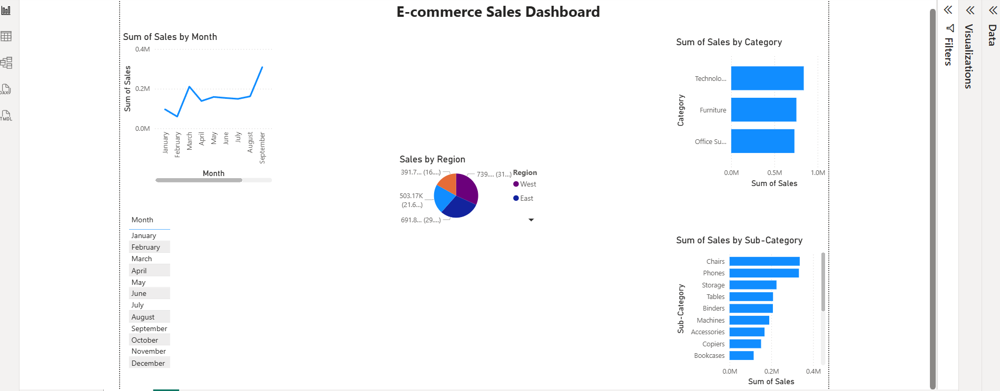 E-commerce Sales Dashboard
Sum of Sales by Month
0.4M
0.2M
0.0M
Sum of Sales
January
February
March
April
May
June
July
August
September
Month
Month
January
February
March
April
May
June
July
August
September
October
November
December
Sales by Region
391.7... (16....)
739.... (31...)
503.17K
(21.6...)
691.8... (29....)
Region
West
East
Sum of Sales by Category
Category
Technolo...
Furniture
Office Su...
0.0M 0.5M 1.0M
Sum of Sales
Sum of Sales by Sub-Category
Sub-Category
Chairs
Phones
Storage
Tables
Binders
Machines
Accessories
Copiers
Bookcases
0.0M 0.2M 0.4M
Sum of Sales
Filters
Visualizations
Data
DAX
TMDL